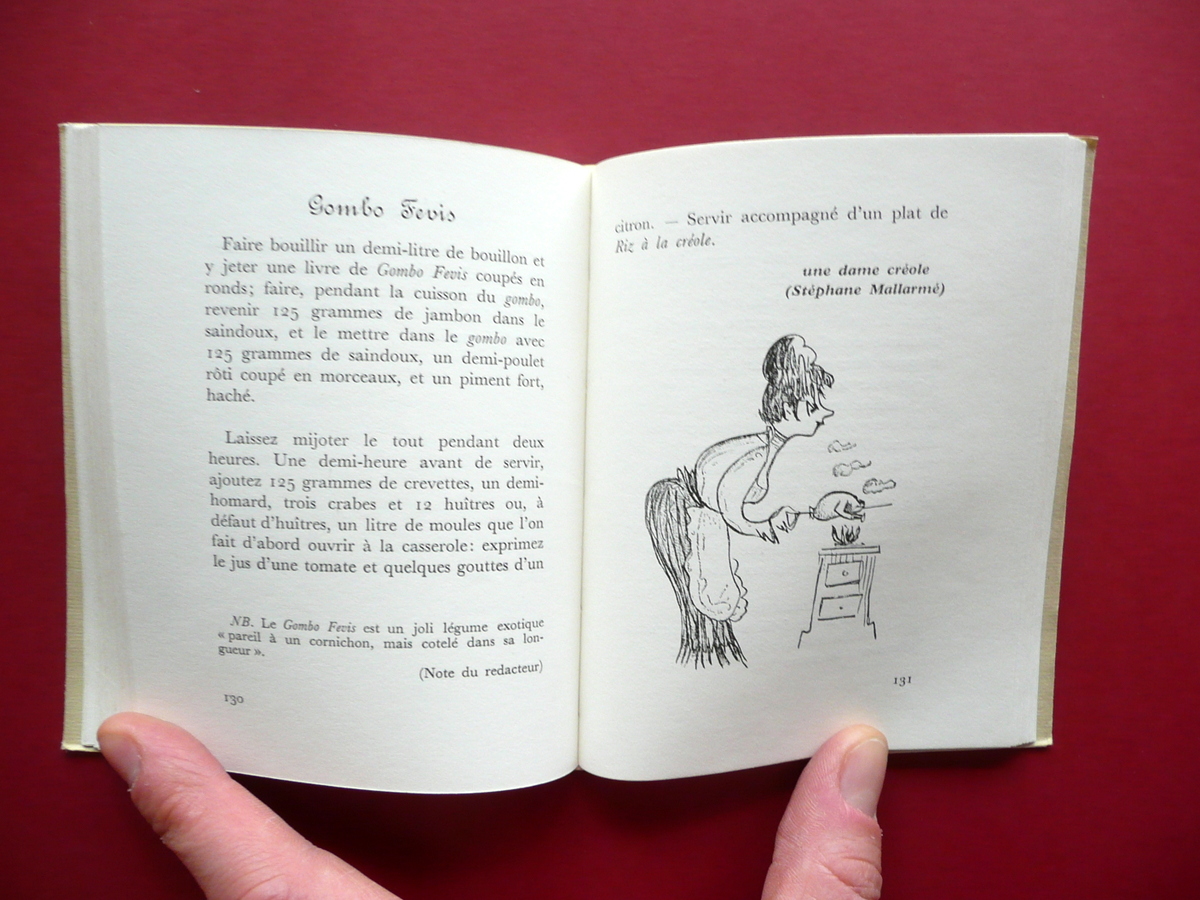 Gombo Fevis
Faire bouillir un demi-litre de bouillon et
y jeter une livre de Gombo Fevis coupés en
ronds; faire, pendant la cuisson du gombo,
revenir 125 grammes de jambon dans le
saindoux, et le mettre dans le gombo avec
125 grammes de saindoux, un demi-poulet
rôti coupé en morceaux, et un piment fort,
haché.
Laissez mijoter le tout pendant deux
heures. Une demi-heure avant de servir,
ajoutez 125 grammes de crevettes, un demi-
homard, trois crabes et 12 huîtres ou, à
défaut d'huîtres, un litre de moules que l'on
fait d'abord ouvrir à la casserole: exprimez
le jus d'une tomate et quelques gouttes d'un
NB. Le Gombo Fevis est un joli légume exotique
« pareil à un cornichon, mais cotelé dans sa lon-
gueur ».
(Note du redacteur)
130
citron. — Servir accompagné d'un plat de
Riz à la créole.
une dame créole
(Stéphane Mallarmé)
131